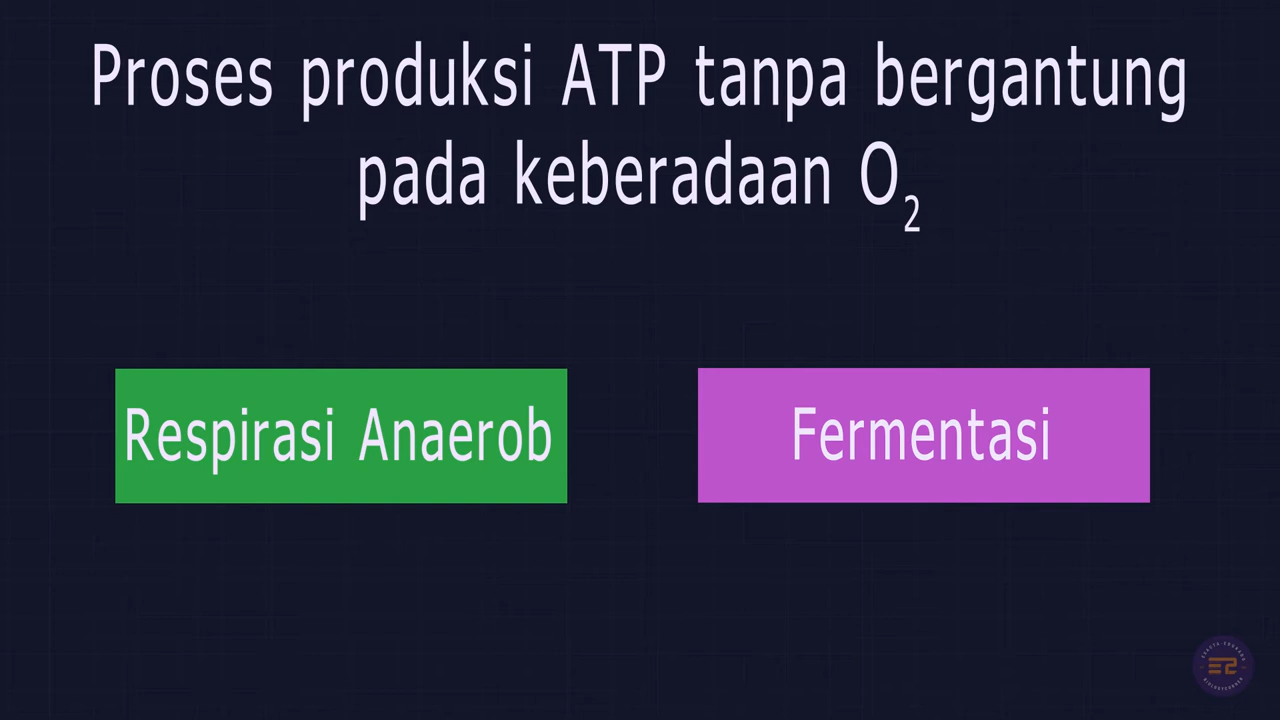 Proses produksi ATP tanpa bergantung
pada keberadaan O₂
Respirasi Anaerob
Fermentasi